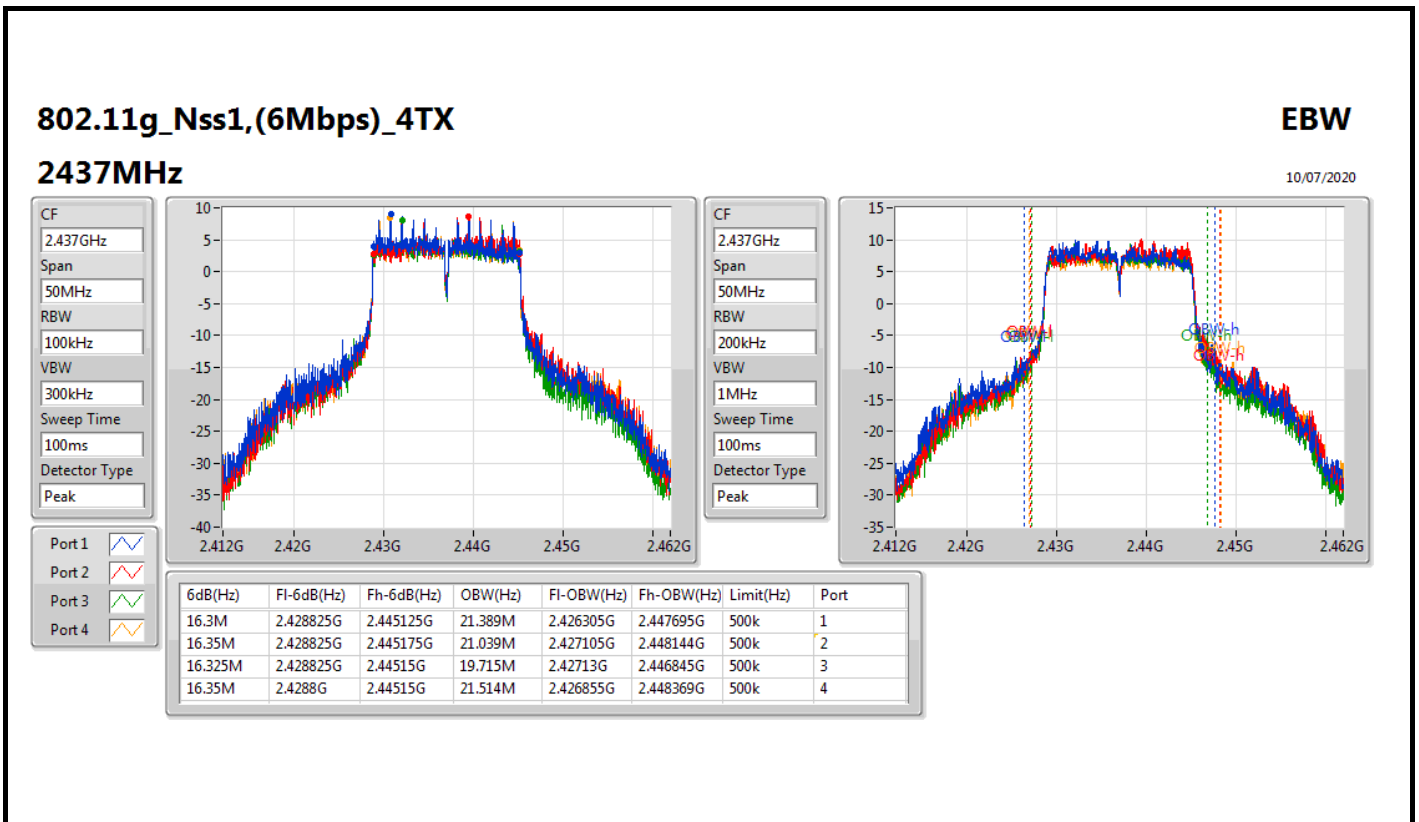 802.11g_Nss1,(6Mbps)_4TX
EBW
2437MHz
10/07/2020
CF
2.437GHz
Span
50MHz
RBW
100kHz
VBW
300kHz
Sweep Time
100ms
Detector Type
Peak
10
5
0
-5
-10
-15
-20
-25
-30
-35
-40
2.412G 2.42G 2.43G 2.44G 2.45G 2.462G
CF
2.437GHz
Span
50MHz
RBW
200kHz
VBW
1MHz
Sweep Time
100ms
Detector Type
Peak
15
10
5
0
-5
-10
-15
-20
-25
-30
-35
OBW-h
OBW-h
2.412G 2.42G 2.43G 2.44G 2.45G 2.462G
Port 1
Port 2
Port 3
Port 4
6dB(Hz) Fl-6dB(Hz) Fh-6dB(Hz) OBW(Hz) Fl-OBW(Hz) Fh-OBW(Hz) Limit(Hz) Port
16.3M 2.428825G 2.445125G 21.389M 2.426305G 2.447695G 500k 1
16.35M 2.428825G 2.445175G 21.039M 2.427105G 2.448144G 500k 2
16.325M 2.428825G 2.44515G 19.715M 2.42713G 2.446845G 500k 3
16.35M 2.4288G 2.44515G 21.514M 2.426855G 2.448369G 500k 4